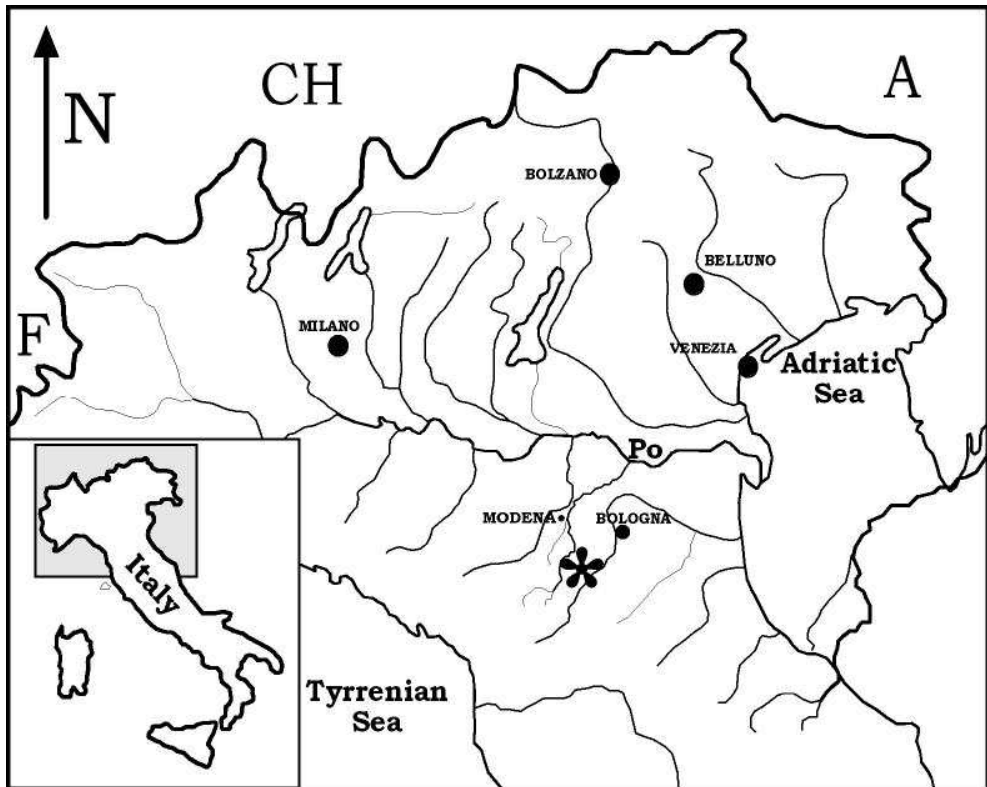 CH
A
N
BOLZANO
BELLUNO
F
MILANO
VENEZIA
Adriatic
Sea
Po
MODENA
BOLOGNA
Italy
Tyrrenian
Sea